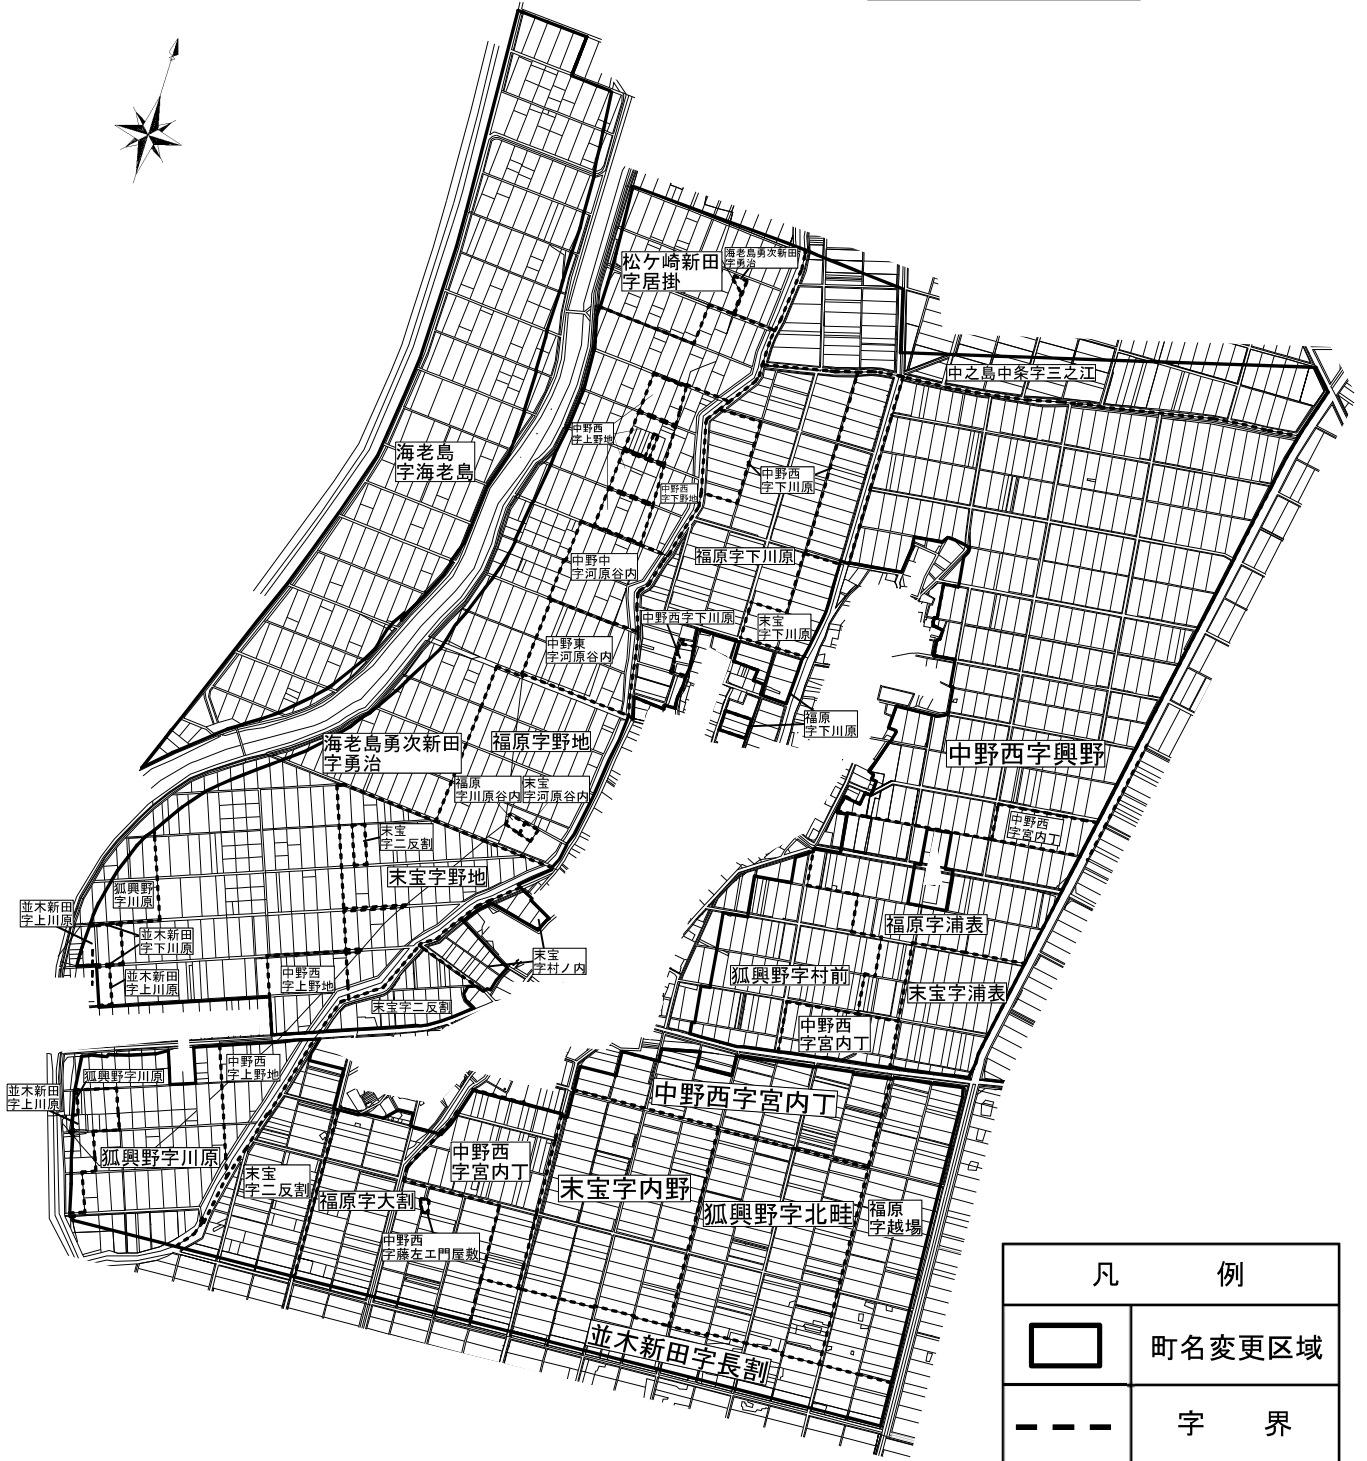 松ケ崎新田
字居掛
海老島勇次新田
字勇治
中之島中条字三之江
中野西
字上野地
海老島
字海老島
中野西
字下川原
中野西
字下野地
福原字下川原
中野中
字河原谷内
中野西字下川原
末宝
字下川原
中野東
字河原谷内
福原
字下川原
海老島勇次新田
字勇治
福原字野地
中野西字興野
福原
字川原谷内
末宝
字河原谷内
中野西
字宮内丁
末宝
字二反割
末宝字野地
狐興野
字川原
並木新田
字上川原
並木新田
字下川原
福原字浦表
末宝
字村ノ内
並木新田
字上川原
中野西
字上野地
狐興野字村前
末宝字浦表
末宝字二反割
中野西
字宮内丁
中野西
字上野地
狐興野字川原
並木新田
字上川原
中野西字宮内丁
狐興野字川原
中野西
字宮内丁
末宝
字二反割
福原字大割
末宝字内野
狐興野字北畦
福原
字越場
中野西
字藤左エ門屋敷
並木新田字長割
凡　例
町名変更区域
字　界